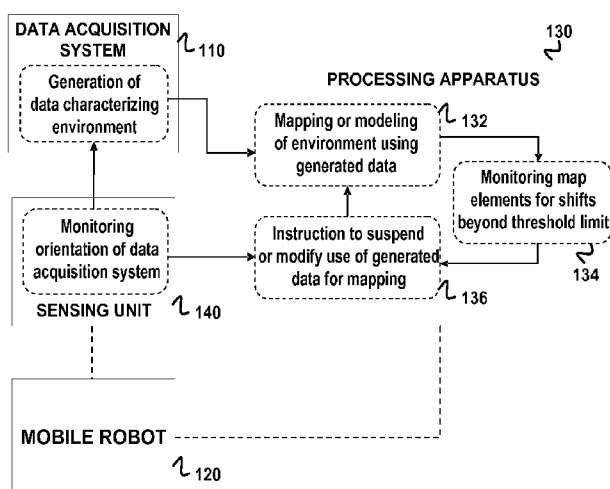 DATA ACQUISITION
SYSTEM
110
Generation of
data characterizing
environment
130
PROCESSING APPARATUS
Mapping or modeling
of environment using
generated data
132
Monitoring map
elements for shifts
beyond threshold limit
134
Monitoring
orientation of data
acquisition system
SENSING UNIT
140
Instruction to suspend
or modify use of generated
data for mapping
136
MOBILE ROBOT
120